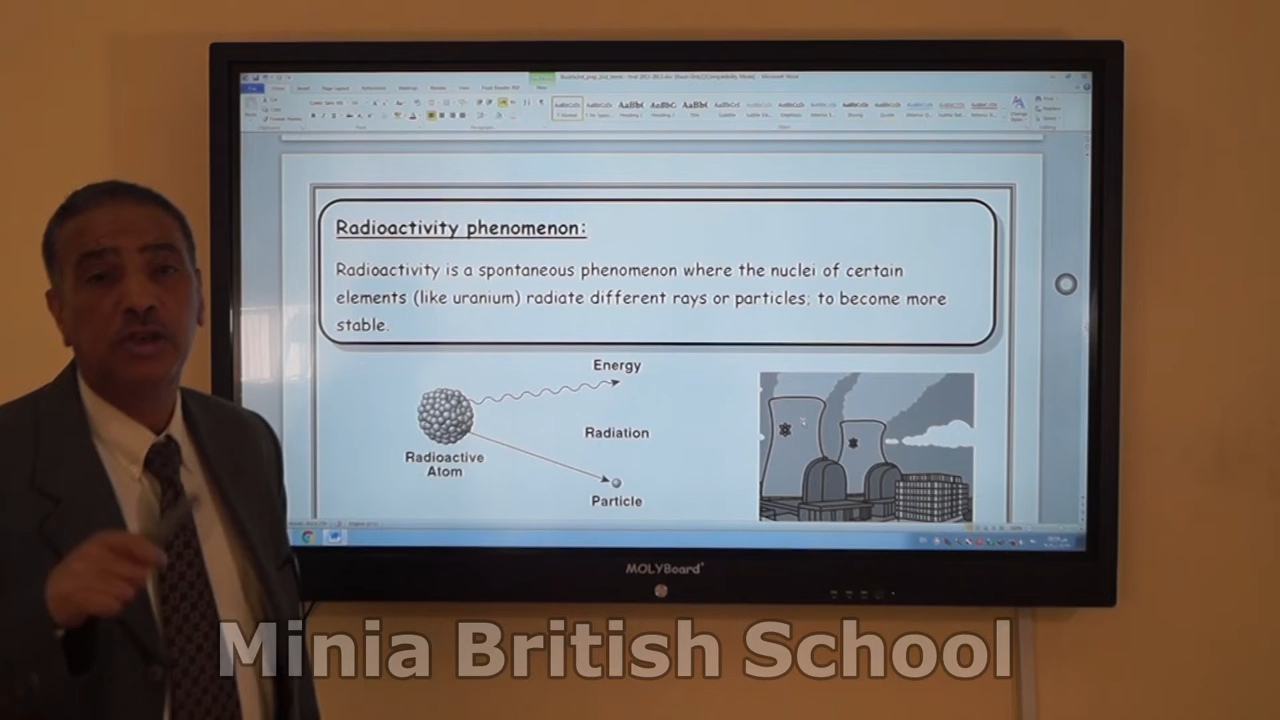 Radioactivity phenomenon:
Radioactivity is a spontaneous phenomenon where the nuclei of certain
elements (like uranium) radiate different rays or particles; to become more
stable.
Energy
Radiation
Radioactive
Atom
Particle
MOLYBoard
Minia British School